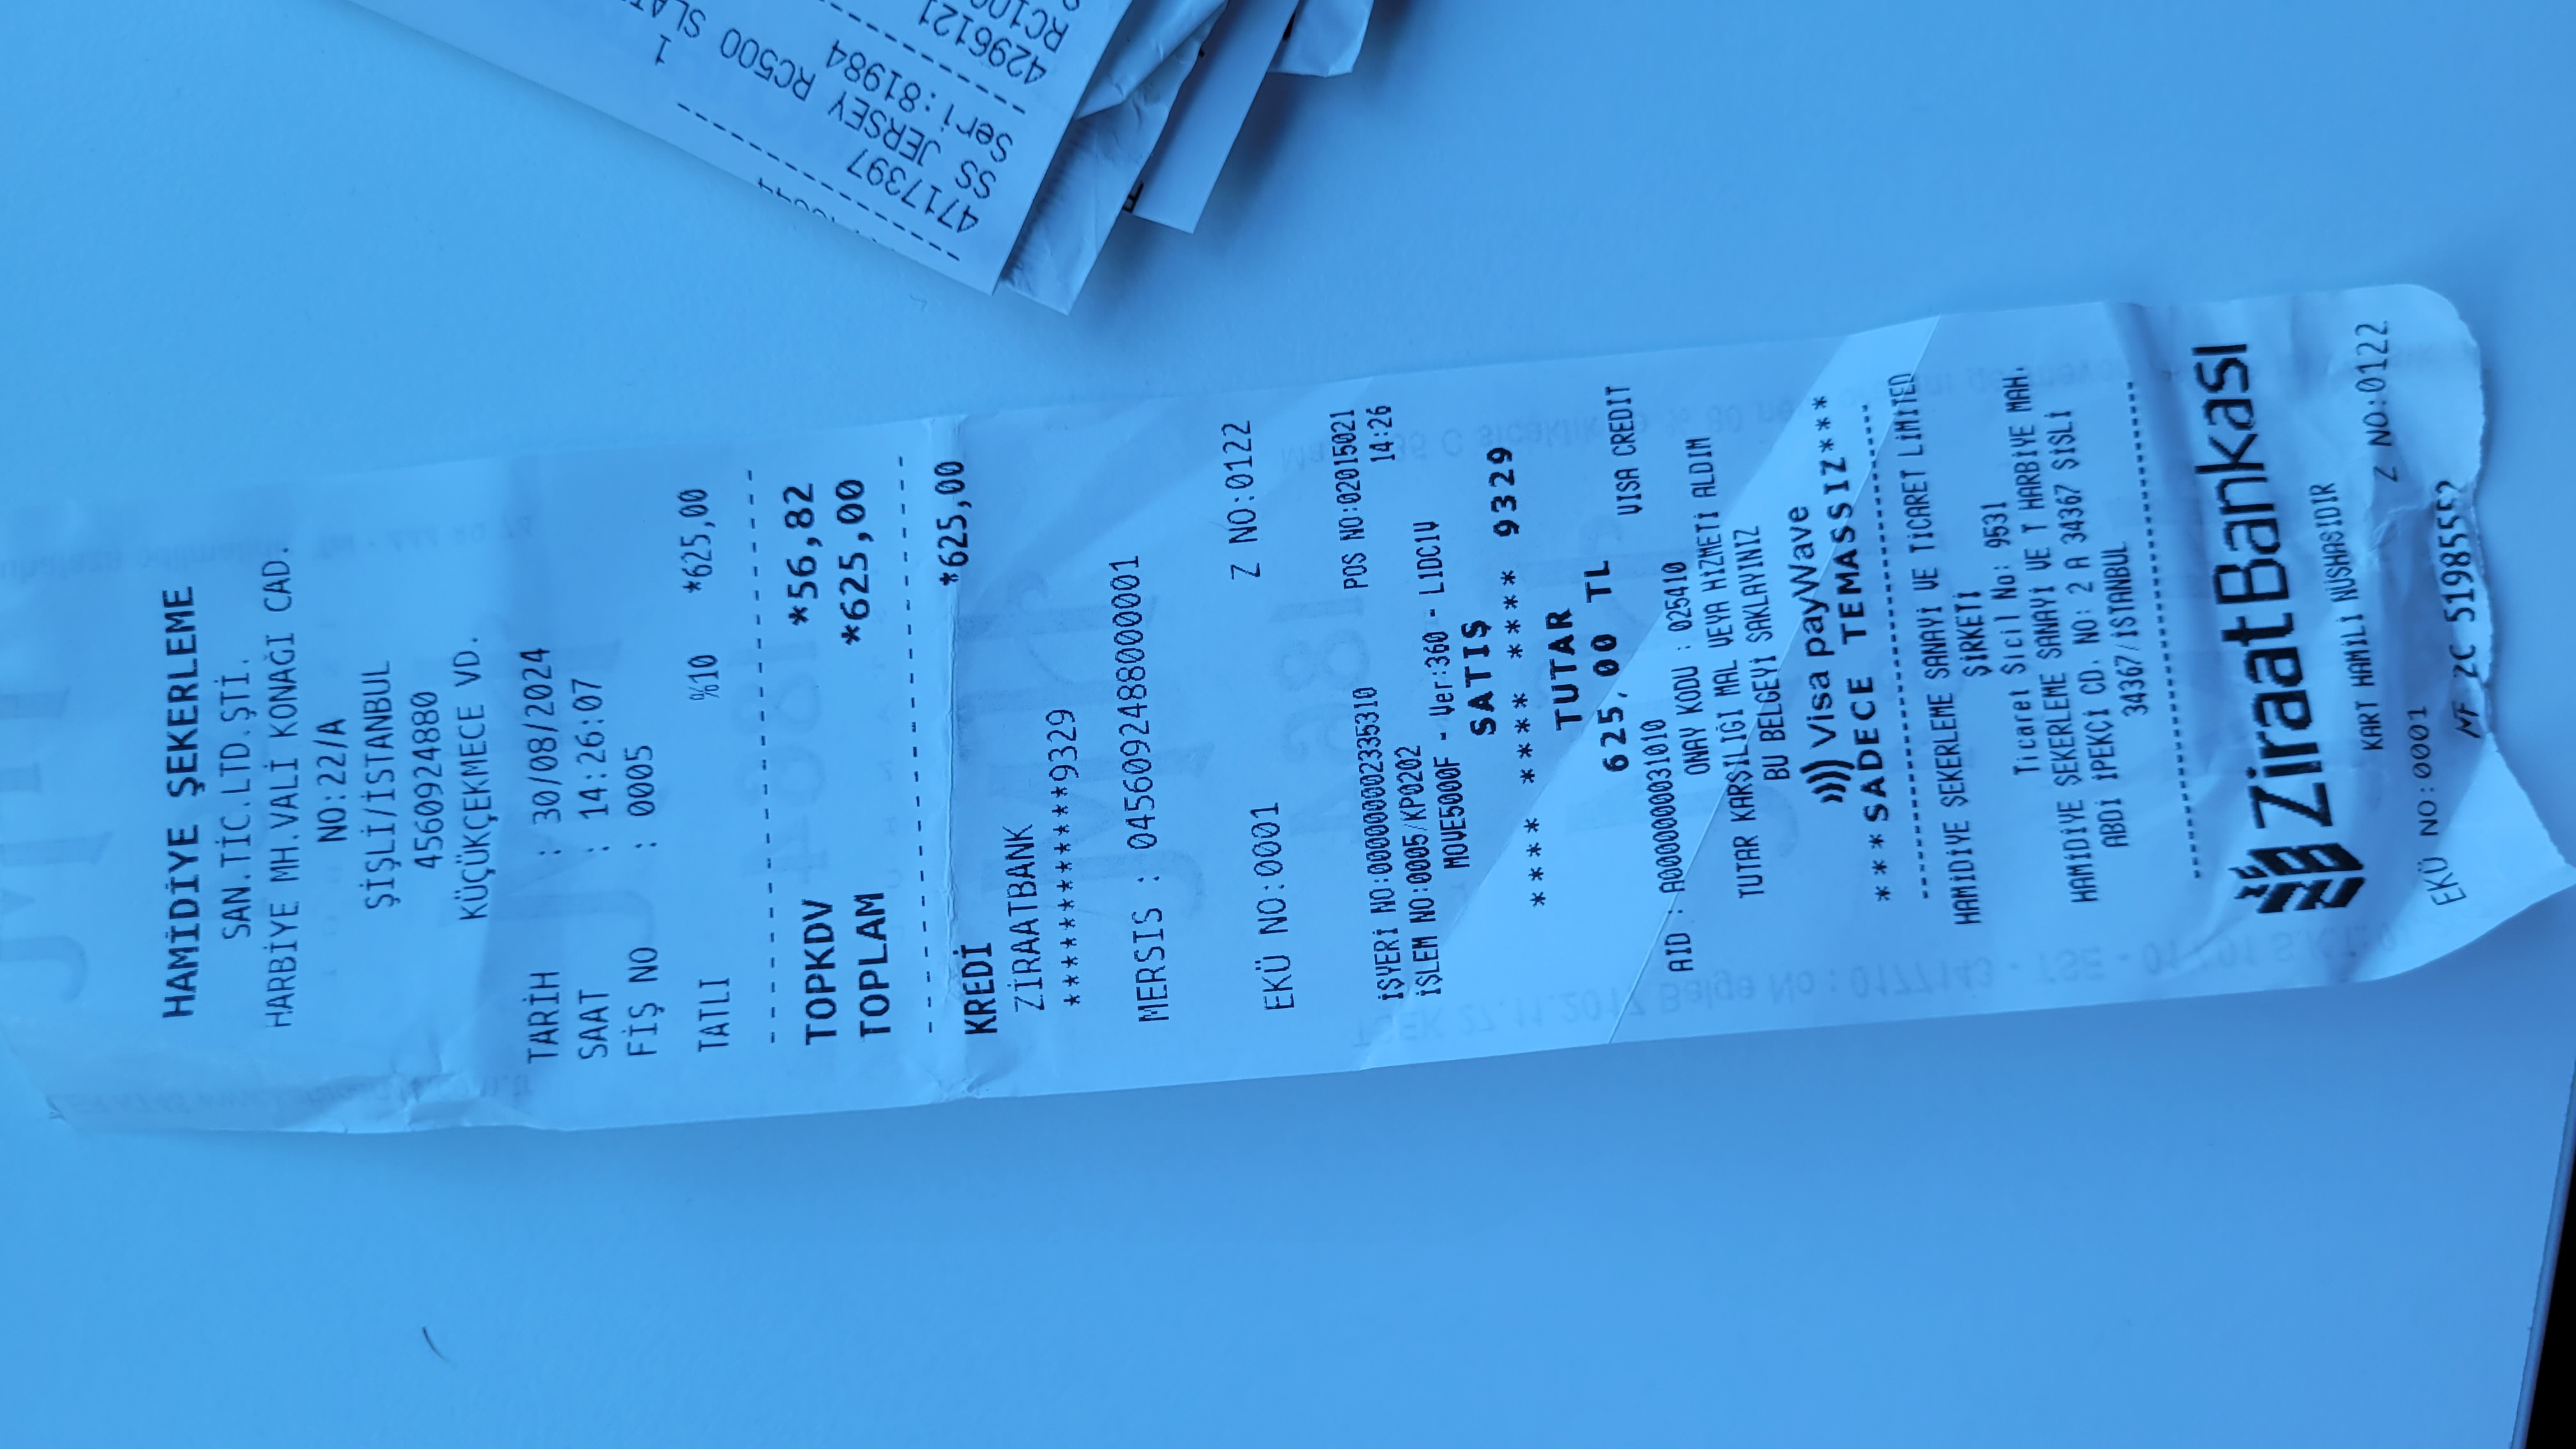 HAMİDİYE ŞEKERLEME
SAN.TİC.LTD.ŞTİ.
HARBİYE MH.VALİ KONAĞI CAD.
NO:22/A
ŞİŞLİ/İSTANBUL
4560924880
KÜÇÜKÇEKMECE VD.
TARİH : 30/08/2024
SAAT : 14:26:07
FİŞ NO : 0005
TATLI %10 *625,00
TOPKDV *56,82
TOPLAM *625,00
KREDİ *625,00
ZİRAATBANK
************9329
MERSIS : 0456092488000001
EKÜ NO:0001 Z NO:0122
İŞYERİ NO:000000002335310 POS NO:02015021
İŞLEM NO:0005/KP0202 14:26
MOVE5000F - Ver:360 - L1DC1V
SATIŞ
**** **** **** 9329
TUTAR
625,00 TL
VISA CREDIT
AID : A0000000031010
ONAY KODU : 025410
TUTAR KARŞILIĞI MAL VEYA HİZMETİ ALDIM
BU BELGEYİ SAKLAYINIZ
Visa payWave
***SADECE TEMASSIZ***
HAMİDİYE ŞEKERLEME SANAYİ VE TİCARET LİMİTED
ŞİRKETİ
Ticaret Sicil No: 9531
HAMİDİYE ŞEKERLEME SANAYİ VE T HARBİYE MAH.
ABDİ İPEKÇİ CD. NO: 2 A 34367 ŞİŞLİ
34367/İSTANBUL
Ziraat Bankası
KART HAMİLİ NÜSHASIDIR
EKÜ NO:0001 Z NO:0122
MF 2C 51985552
4717397 1
SS JERSEY RC500
Seri:81984
4296121